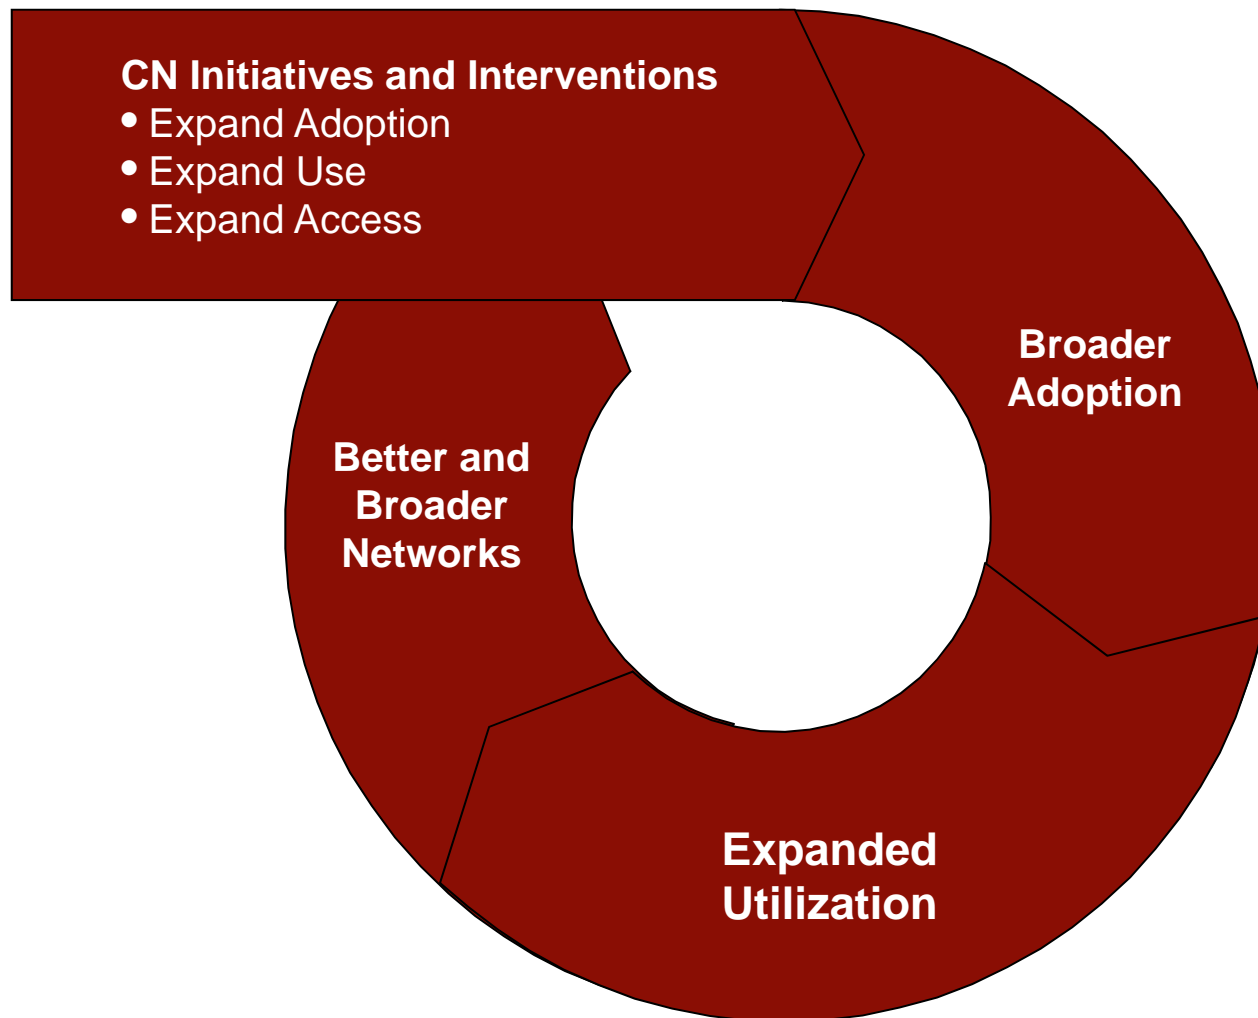 CN Initiatives and Interventions
• Expand Adoption
• Expand Use
• Expand Access
Broader
Adoption
Better and
Broader
Networks
Expanded
Utilization